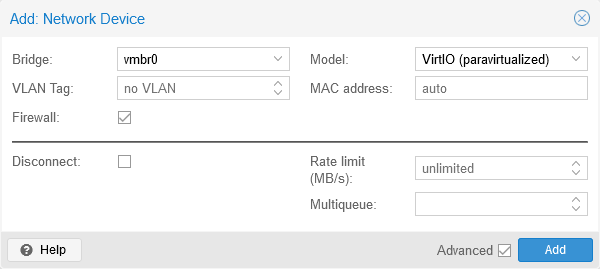 Add: Network Device
Bridge: vmbr0 Model: VirtIO (paravirtualized)
VLAN Tag: no VLAN MAC address: auto
Firewall:
Disconnect: Rate limit (MB/s): unlimited
Multiqueue:
Help Advanced Add